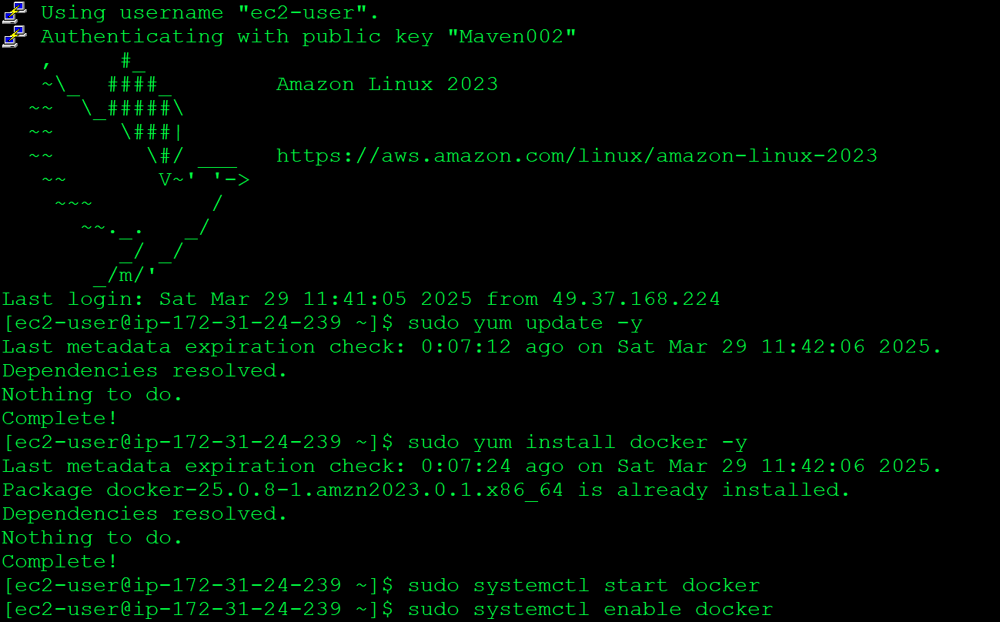 Using username "ec2-user".
Authenticating with public key "Maven002"
   ,     #_
   ~\_  ####_        Amazon Linux 2023
  ~~  \_#####\
  ~~     \###|
  ~~       \#/ ___   https://aws.amazon.com/linux/amazon-linux-2023
   ~~       V~' '->
    ~~~         /
      ~~._.   _/
         _/ _/
       _/m/'
Last login: Sat Mar 29 11:41:05 2025 from 49.37.168.224
[ec2-user@ip-172-31-24-239 ~]$ sudo yum update -y
Last metadata expiration check: 0:07:12 ago on Sat Mar 29 11:42:06 2025.
Dependencies resolved.
Nothing to do.
Complete!
[ec2-user@ip-172-31-24-239 ~]$ sudo yum install docker -y
Last metadata expiration check: 0:07:24 ago on Sat Mar 29 11:42:06 2025.
Package docker-25.0.8-1.amzn2023.0.1.x86_64 is already installed.
Dependencies resolved.
Nothing to do.
Complete!
[ec2-user@ip-172-31-24-239 ~]$ sudo systemctl start docker
[ec2-user@ip-172-31-24-239 ~]$ sudo systemctl enable docker